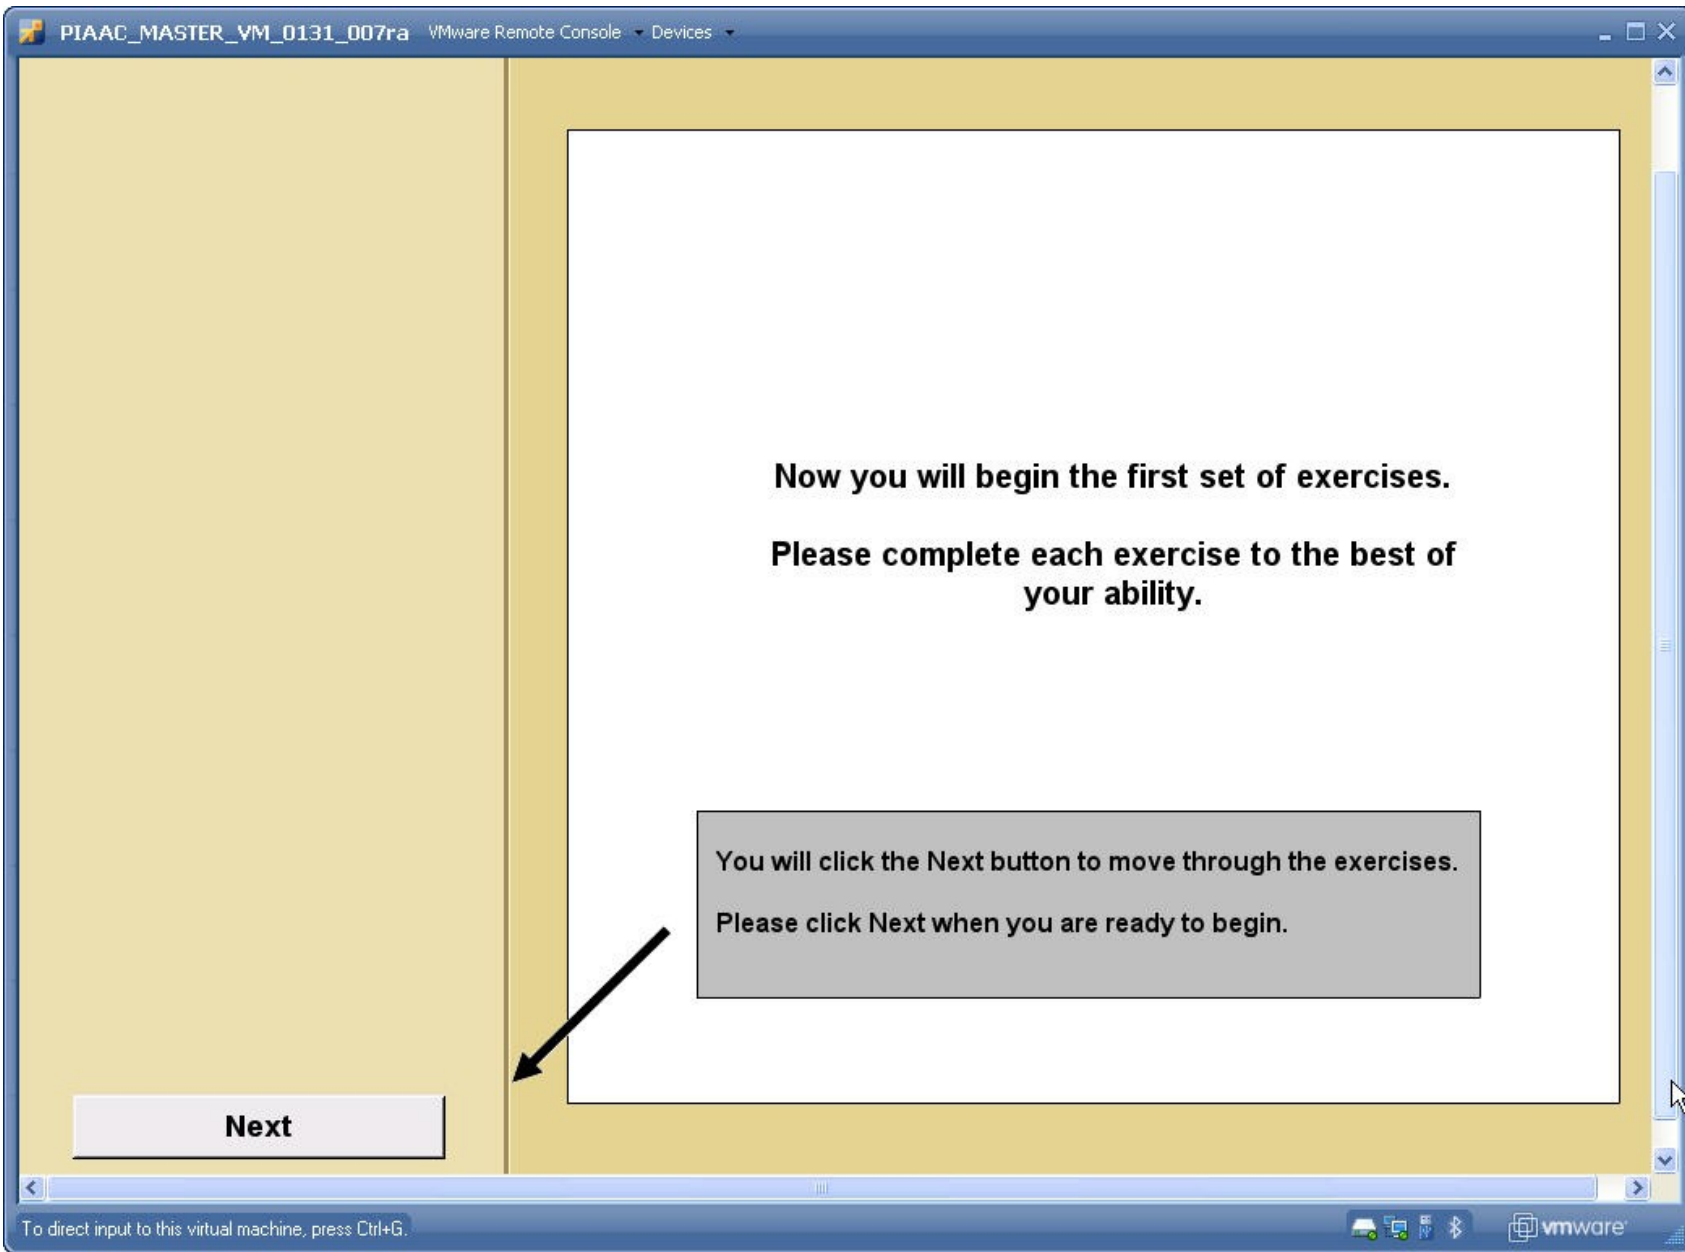 PIAAC_MASTER_VM_0131_007ra VMware Remote Console Devices
Now you will begin the first set of exercises.
Please complete each exercise to the best of
your ability.
You will click the Next button to move through the exercises.
Please click Next when you are ready to begin.
Next
To direct input to this virtual machine, press Ctrl+G.
vmware